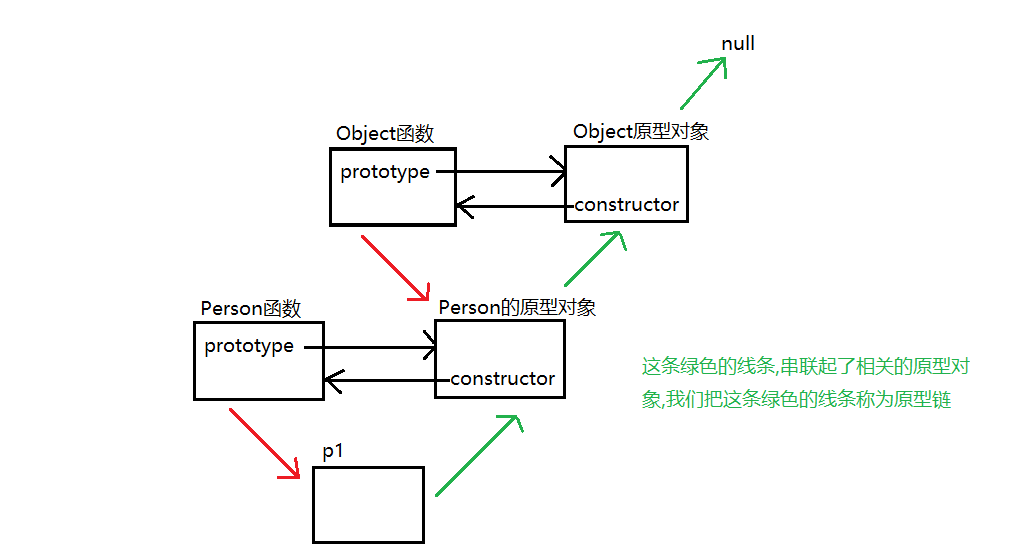 null
Object函数
Object原型对象
prototype
constructor
Person函数
Person的原型对象
prototype
constructor
这条绿色的线条,串联起了相关的原型对
象,我们把这条绿色的线条称为原型链
p1